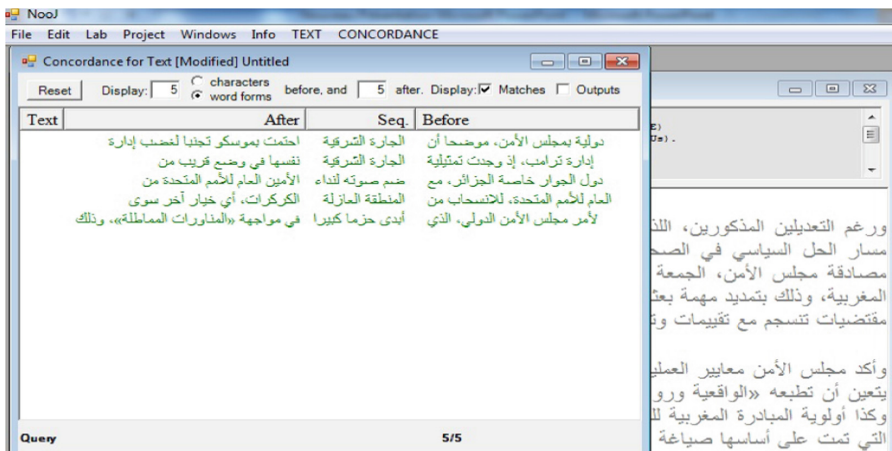 NooJ
File Edit Lab Project Windows Info TEXT CONCORDANCE
Concordance for Text [Modified] Untitled
Reset Display: 5 characters word forms before, and 5 after. Display: Matches Outputs
Text After Seq. Before
دولية بمجلس الأمن، موضحا أن الجارة الشرقية احتمت بموسكو تجنبا لغضب إدارة
إدارة ترامب، إذ وجدت تمثيلية الجارة الشرقية نفسها في وضع قريب من
دول الجوار خاصة الجزائر، مع ضم صوته لنداء الأمين العام للأمم المتحدة من
العام للأمم المتحدة، للانسحاب من المنطقة العازلة الكركرات، أي خيار آخر سوى
لأمر مجلس الأمن الدولي، الذي أبدى حزما كبيرا في مواجهة «المناورات المماطلة»، وذلك
Query 5/5
ورغم التعديلين المذكورين،
مسار الحل السياسي في
مصادقة مجلس الأمن، الجمعة
المغربية، وذلك بتمديد مهمة
مقتضيات تنسجم مع تقييمات
وأكد مجلس الأمن معايير
يتعين أن تطبعه «الواقعية
وكذا أولوية المبادرة المغربية
التي تمت على أساسها صياغة